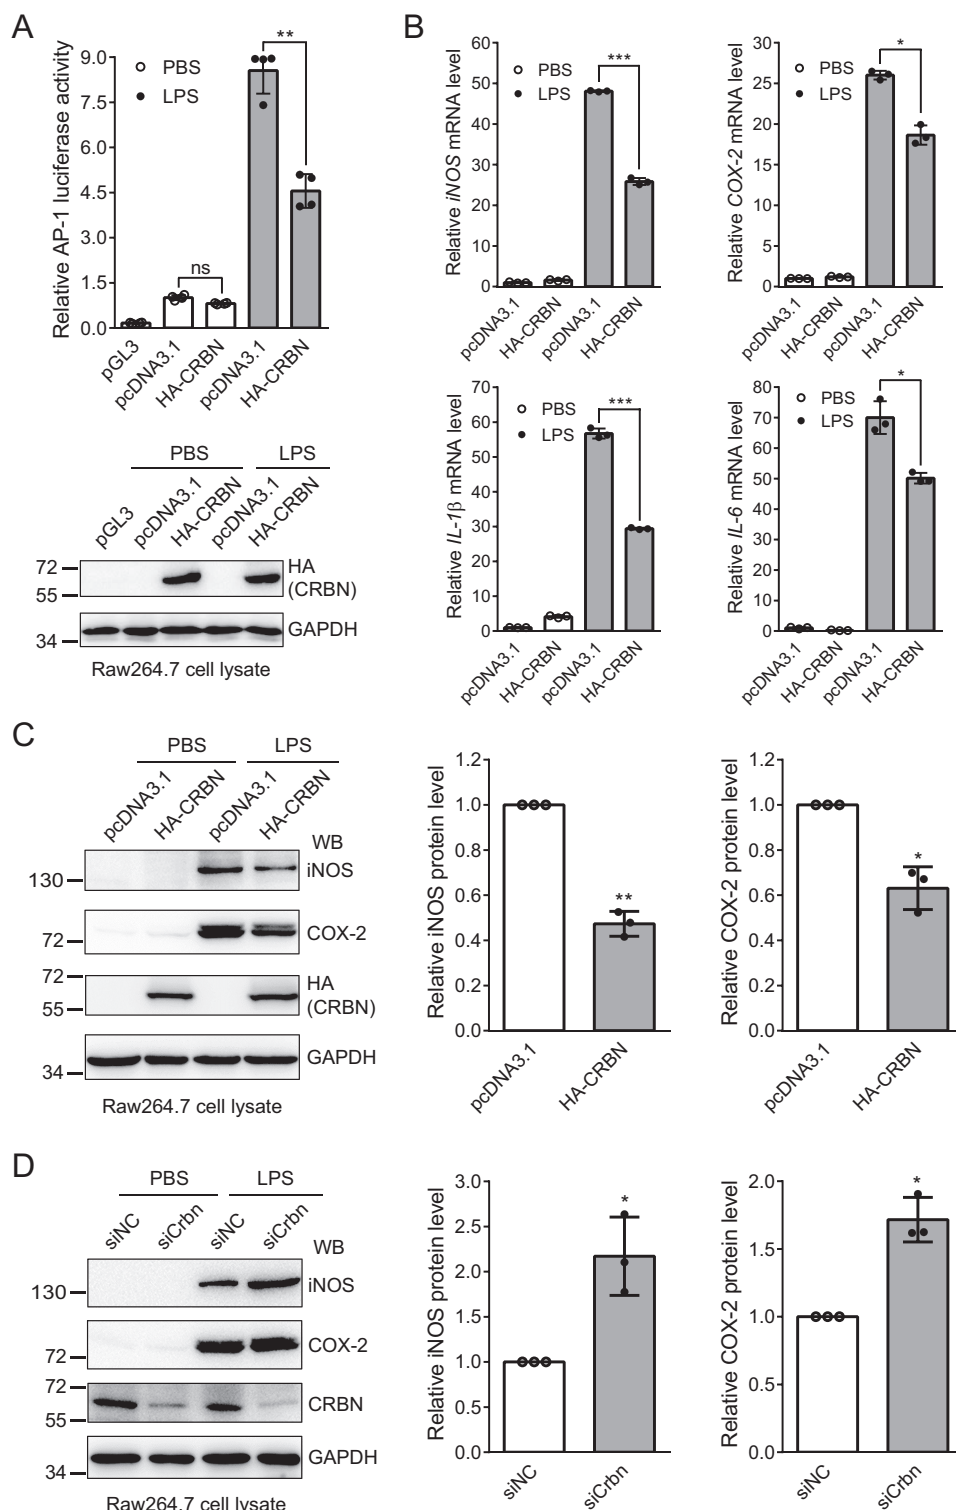 A
Relative AP-1 luciferase activity
9.0
7.5
6.0
4.5
3.0
1.5
0.0
PBS
LPS
**
ns
pGL3
pcDNA3.1
HA-CRBN
pcDNA3.1
HA-CRBN
PBS
LPS
pGL3
pcDNA3.1
HA-CRBN
pcDNA3.1
HA-CRBN
72
55
HA
(CRBN)
34
GAPDH
Raw264.7 cell lysate
B
Relative iNOS mRNA level
60
50
40
30
20
10
0
PBS
LPS
***
pcDNA3.1
HA-CRBN
pcDNA3.1
HA-CRBN
Relative COX-2 mRNA level
30
25
20
15
10
5
0
PBS
LPS
*
pcDNA3.1
HA-CRBN
pcDNA3.1
HA-CRBN
Relative IL-1β mRNA level
70
60
50
40
30
20
10
0
PBS
LPS
***
pcDNA3.1
HA-CRBN
pcDNA3.1
HA-CRBN
Relative IL-6 mRNA level
80
70
60
50
40
30
20
10
0
PBS
LPS
*
pcDNA3.1
HA-CRBN
pcDNA3.1
HA-CRBN
C
PBS
LPS
pcDNA3.1
HA-CRBN
pcDNA3.1
HA-CRBN
WB
130
iNOS
72
COX-2
72
55
HA
(CRBN)
34
GAPDH
Raw264.7 cell lysate
Relative iNOS protein level
1.2
1.0
0.8
0.6
0.4
0.2
0.0
**
pcDNA3.1
HA-CRBN
Relative COX-2 protein level
1.2
1.0
0.8
0.6
0.4
0.2
0.0
*
pcDNA3.1
HA-CRBN
D
PBS
LPS
siNC
siCrbn
siNC
siCrbn
WB
130
iNOS
72
COX-2
72
55
CRBN
34
GAPDH
Raw264.7 cell lysate
Relative iNOS protein level
3.0
2.5
2.0
1.5
1.0
0.5
0.0
*
siNC
siCrbn
Relative COX-2 protein level
2.0
1.5
1.0
0.5
0.0
*
siNC
siCrbn